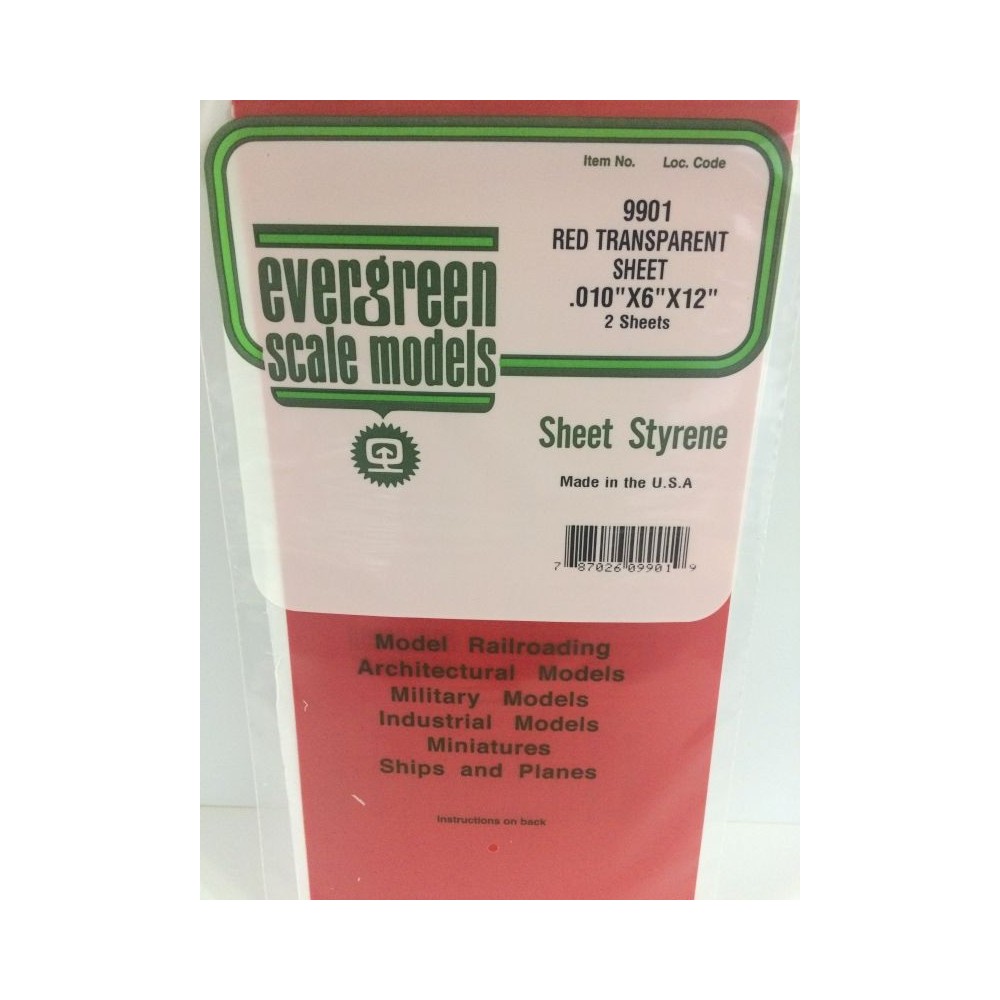 Item No. Loc. Code
9901
RED TRANSPARENT
SHEET
.010"X6"X12"
2 Sheets
evergreen
scale models
Sheet Styrene
Made in the U.S.A
7 87026 09901 9
Model Railroading
Architectural Models
Military Models
Industrial Models
Miniatures
Ships and Planes
Instructions on back